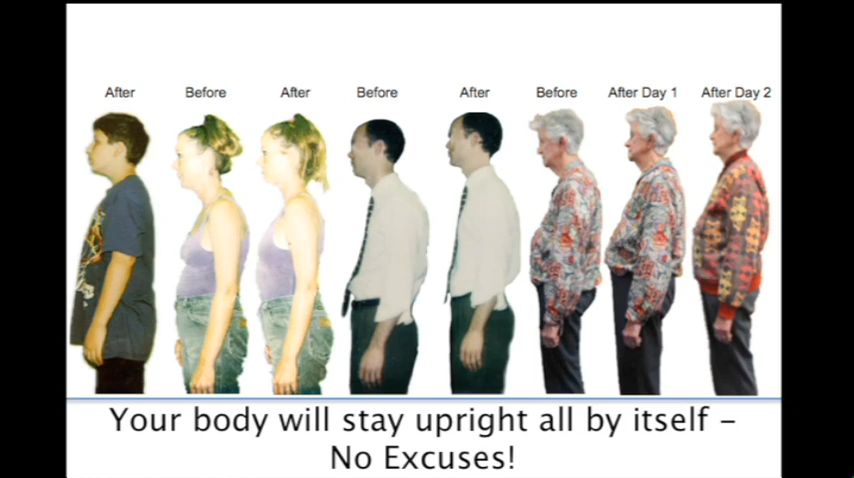 After Before After Before After Before After Day 1 After Day 2
Your body will stay upright all by itself –
No Excuses!